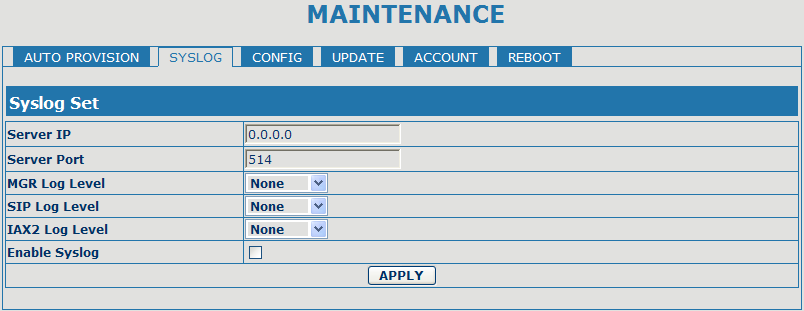 MAINTENANCE
AUTO PROVISION SYSLOG CONFIG UPDATE ACCOUNT REBOOT
Syslog Set
Server IP 0.0.0.0
Server Port 514
MGR Log Level None
SIP Log Level None
IAX2 Log Level None
Enable Syslog
APPLY